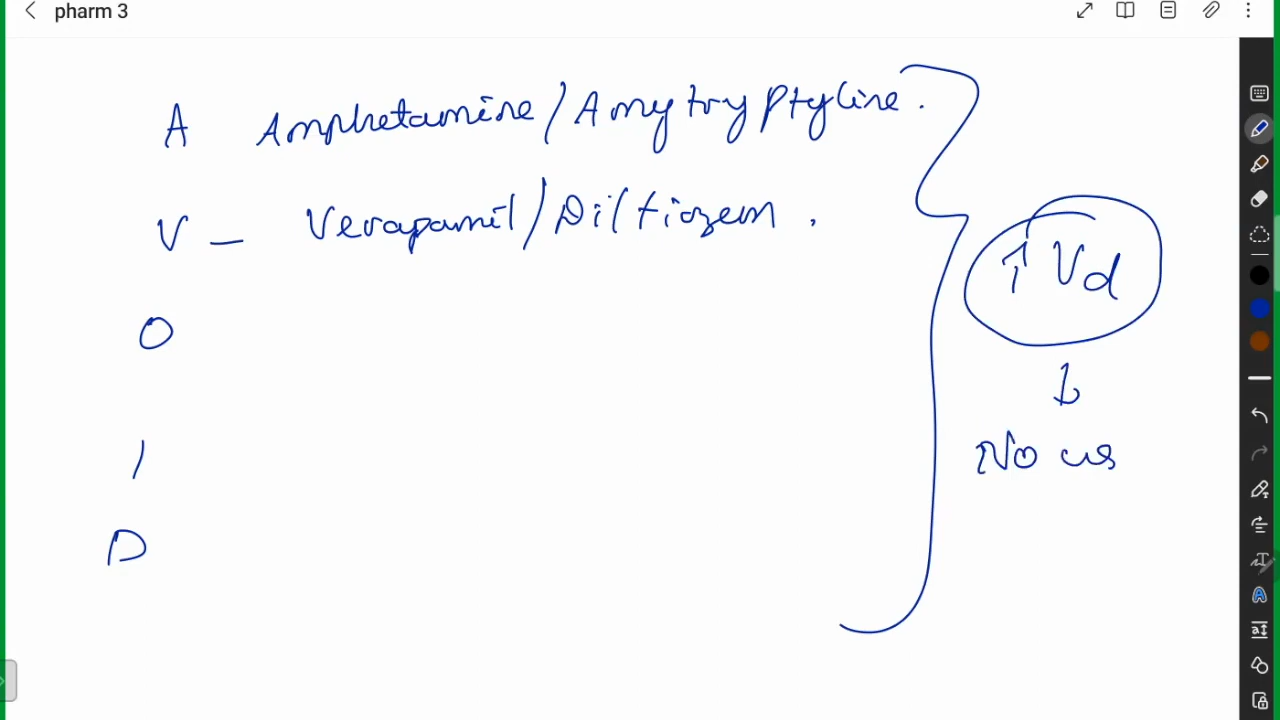 pharm 3
A Amphetamine/Amytryptyline.
V - Verapamil/Diltiazem.
↑ Vd
O
↓
I
No us
D